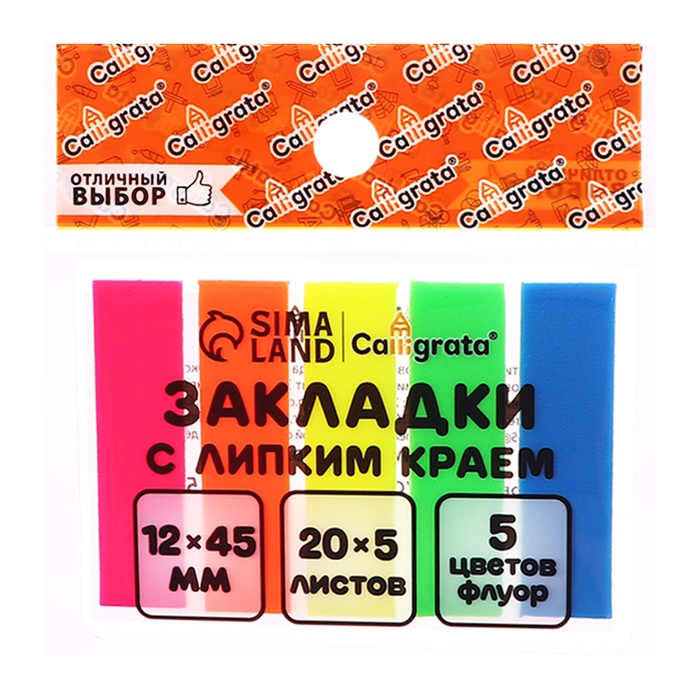 Calligrata®
ОТЛИЧНЫЙ
ВЫБОР
SIMA
LAND
Calligrata®
ЗАКЛАДКИ
С ЛИПКИМ КРАЕМ
12×45
ММ
20×5
ЛИСТОВ
5
ЦВЕТОВ
ФЛУОР